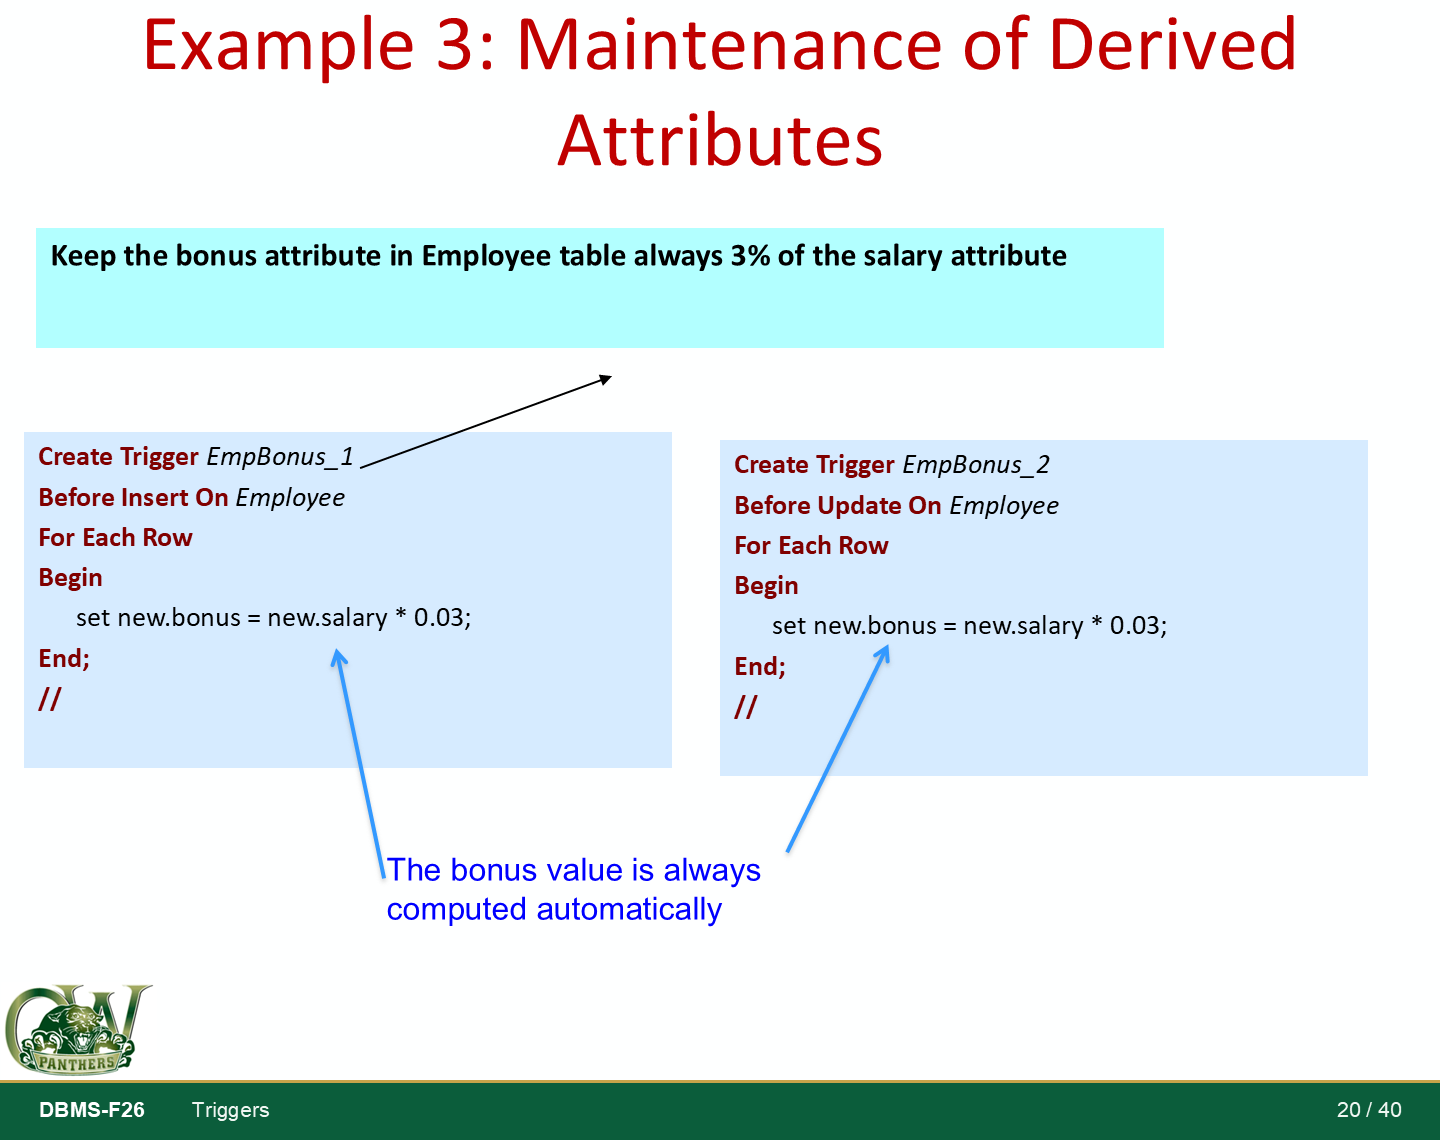 Example 3: Maintenance of Derived
Attributes
Keep the bonus attribute in Employee table always 3% of the salary attribute
Create Trigger EmpBonus_1
Before Insert On Employee
For Each Row
Begin
set new.bonus = new.salary * 0.03;
End;
//
Create Trigger EmpBonus_2
Before Update On Employee
For Each Row
Begin
set new.bonus = new.salary * 0.03;
End;
//
The bonus value is always
computed automatically
CW
PANTHERS
DBMS-F26 Triggers 20 / 40